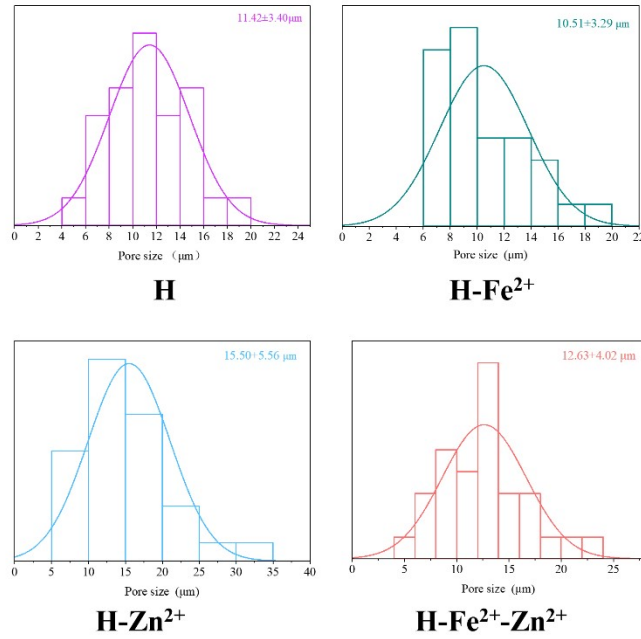 11.42±3.40μm
0 2 4 6 8 10 12 14 16 18 20 22 24
Pore size （μm）
H
10.51±3.29 μm
0 2 4 6 8 10 12 14 16 18 20 22
Pore size (μm)
H-Fe²⁺
15.50±5.56 μm
0 5 10 15 20 25 30 35 40
Pore size (μm)
H-Zn²⁺
12.63±4.02 μm
0 5 10 15 20 25
Pore size (μm)
H-Fe²⁺-Zn²⁺